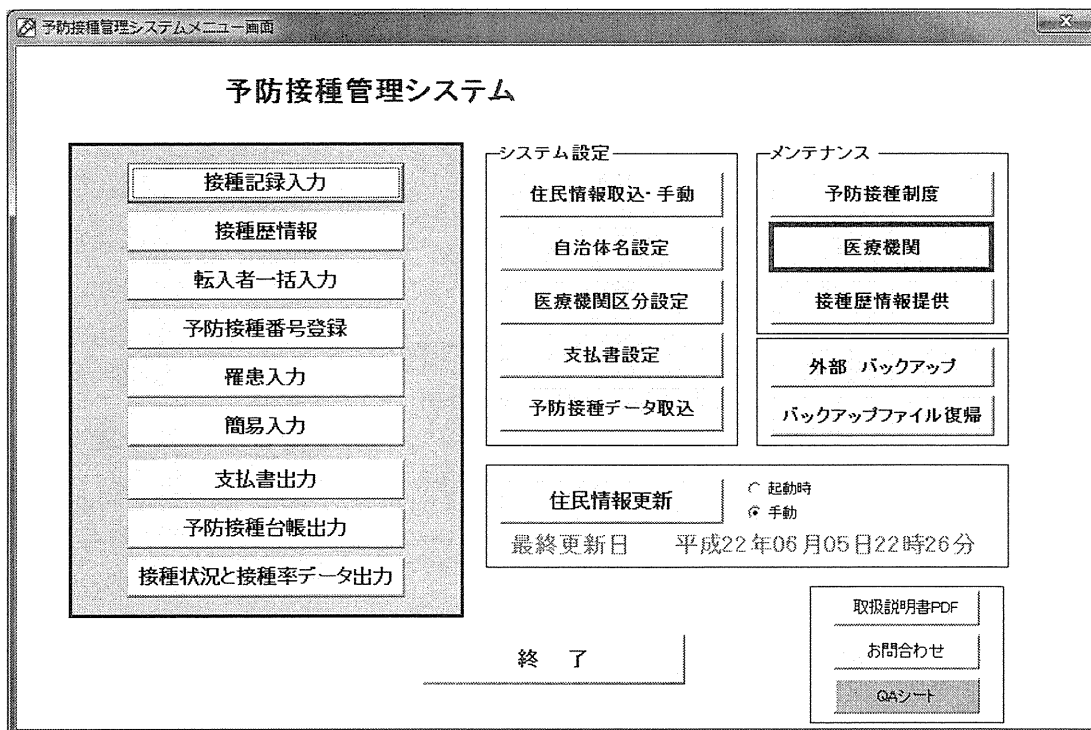 予防接種管理システムメニュー画面
予防接種管理システム
接種記録入力
接種歴情報
転入者一括入力
予防接種番号登録
罹患入力
簡易入力
支払書出力
予防接種台帳出力
接種状況と接種率データ出力
システム設定
住民情報取込・手動
自治体名設定
医療機関区分設定
支払書設定
予防接種データ取込
メンテナンス
予防接種制度
医療機関
接種歴情報提供
外部 バックアップ
バックアップファイル復帰
住民情報更新
起動時
手動
最終更新日 平成22年06月05日22時26分
終 了
取扱説明書PDF
お問合わせ
QAシート